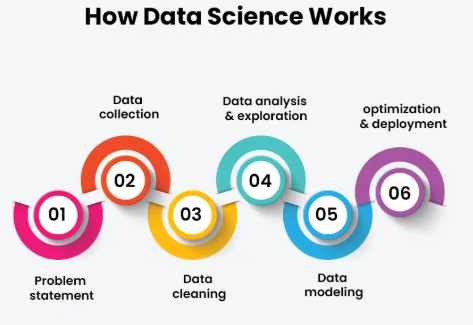 How Data Science Works
01
Problem
statement
02
Data
collection
03
Data
cleaning
04
Data analysis
& exploration
05
Data
modeling
06
optimization
& deployment